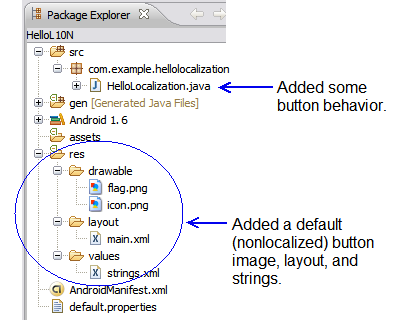 Package Explorer
HelloL10N
src
com.example.hellolocalization
HelloLocalization.java
gen [Generated Java Files]
Android 1.6
assets
res
drawable
flag.png
icon.png
layout
main.xml
values
strings.xml
AndroidManifest.xml
default.properties
Added some
button behavior.
Added a default
(nonlocalized) button
image, layout, and
strings.